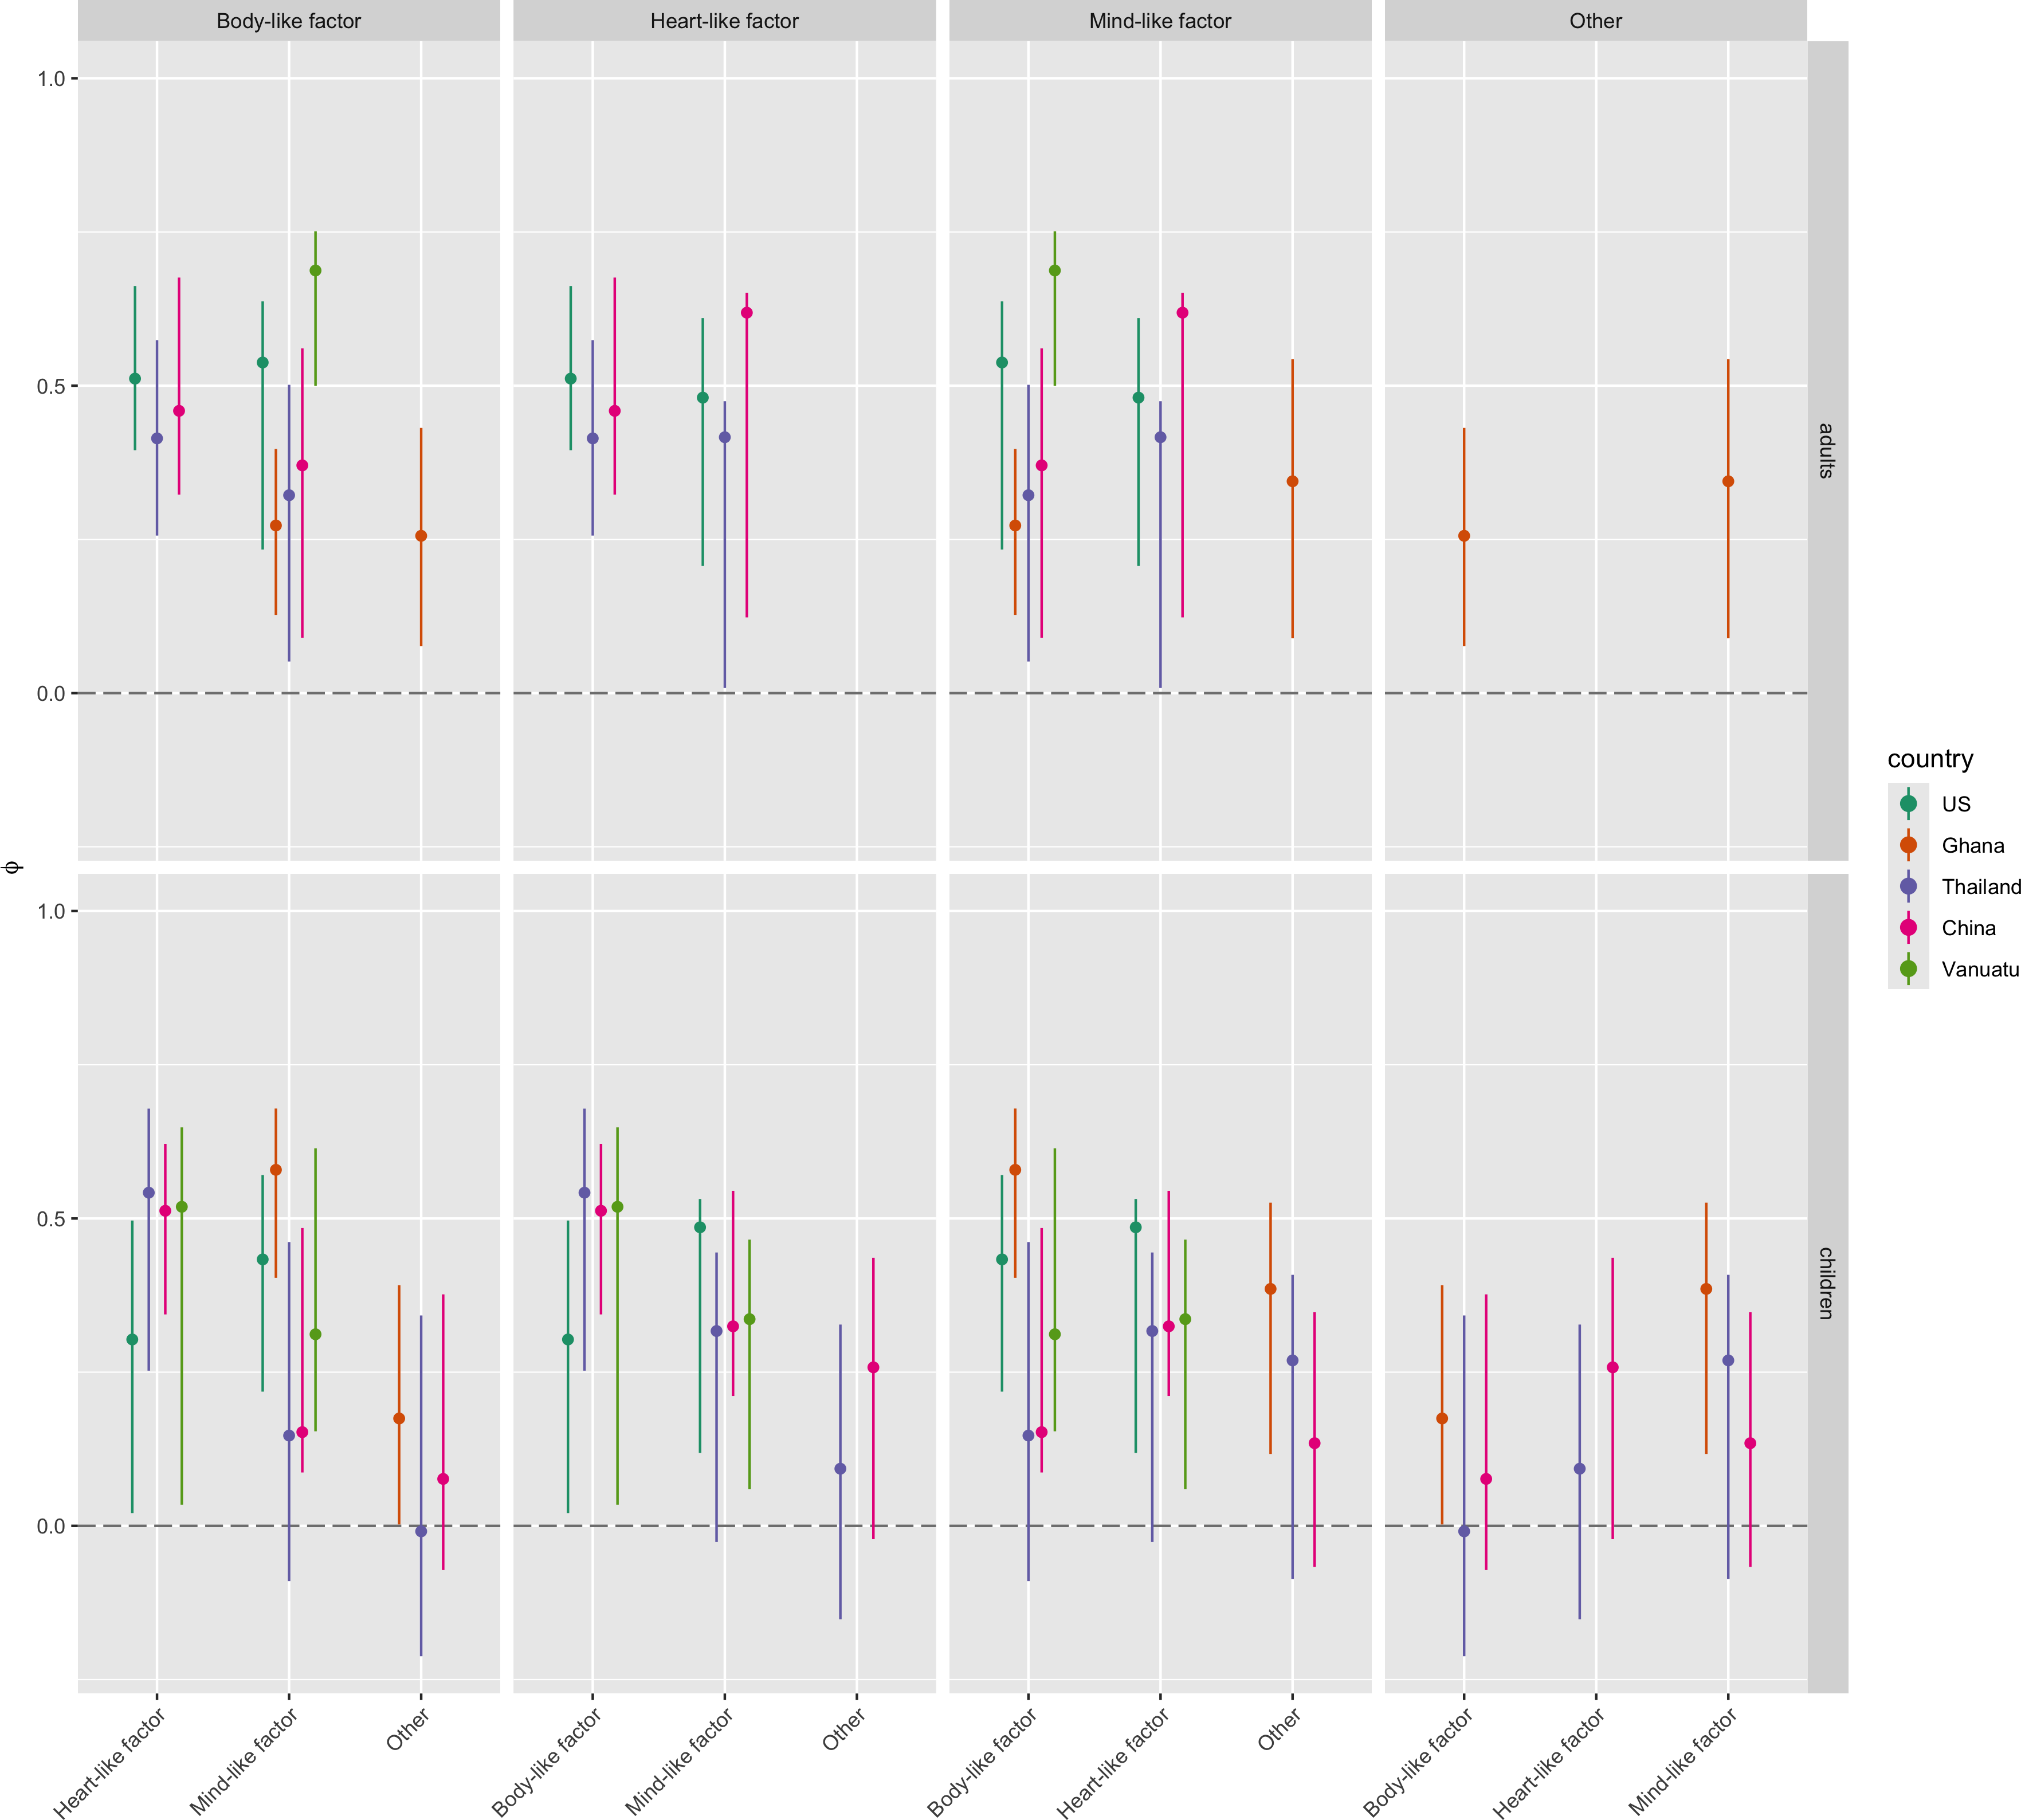 Body-like factor
Heart-like factor
Mind-like factor
Other
1.0
0.5
0.0
adults
ϕ
1.0
0.5
0.0
children
Heart-like factor
Mind-like factor
Other
Body-like factor
Mind-like factor
Other
Body-like factor
Heart-like factor
Other
Body-like factor
Heart-like factor
Mind-like factor
country
US
Ghana
Thailand
China
Vanuatu